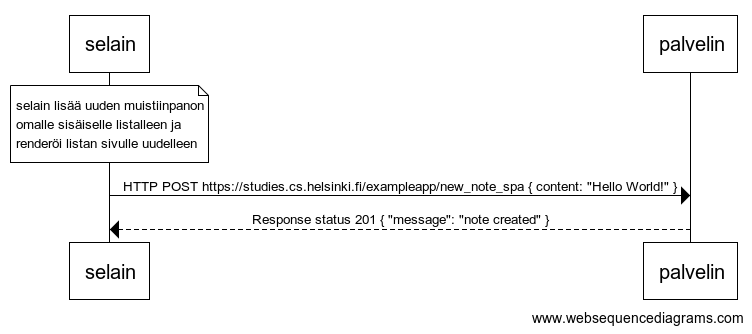 selain palvelin
selain lisää uuden muistiinpanon
omalle sisäiselle listalleen ja
renderöi listan sivulle uudelleen
HTTP POST https://studies.cs.helsinki.fi/exampleapp/new_note_spa { content: "Hello World!" }
Response status 201 { "message": "note created" }
selain palvelin
www.websequencediagrams.com